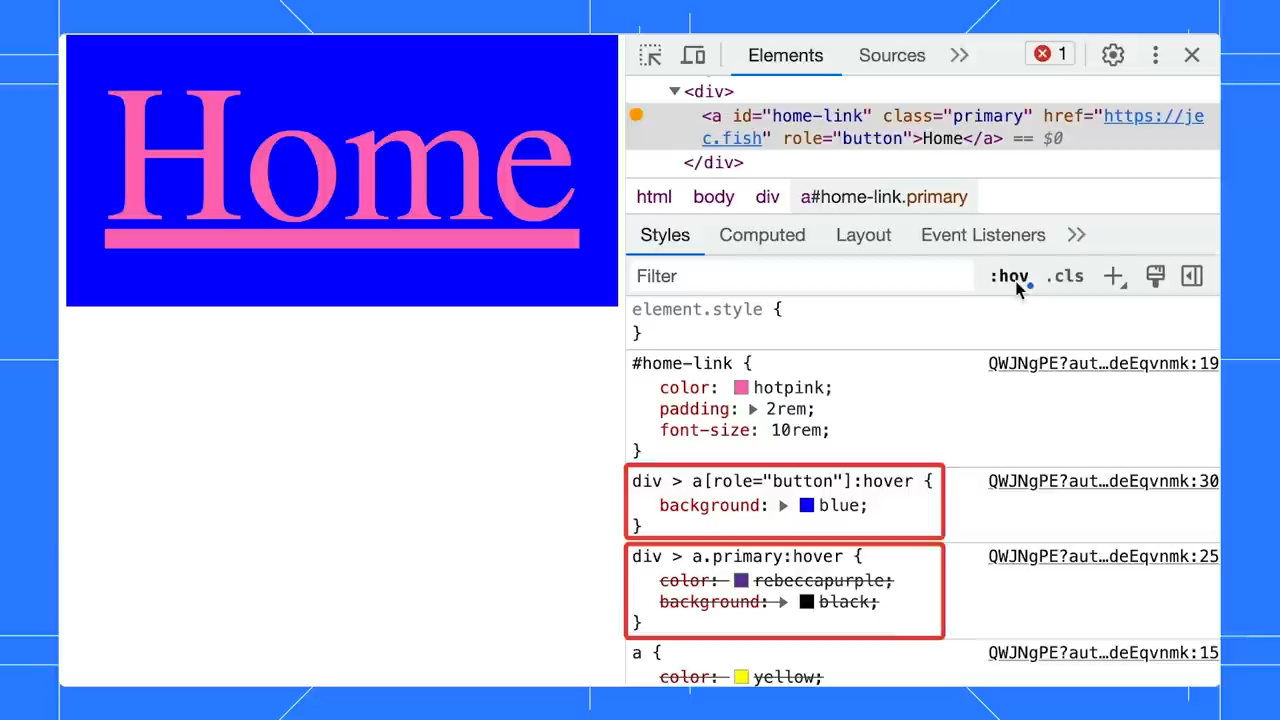 Home
Elements Sources 1
<div>
<a id="home-link" class="primary" href="https://je
c.fish" role="button">Home</a> == $0
</div>
html body div a#home-link.primary
Styles Computed Layout Event Listeners
Filter :hov .cls
element.style {
}
#home-link { QWJNgPE?aut…deEqvnmk:19
color: hotpink;
padding: 2rem;
font-size: 10rem;
}
div > a[role="button"]:hover { QWJNgPE?aut…deEqvnmk:30
background: blue;
}
div > a.primary:hover { QWJNgPE?aut…deEqvnmk:25
color: rebeccapurple;
background: black;
}
a { QWJNgPE?aut…deEqvnmk:15
color: yellow;